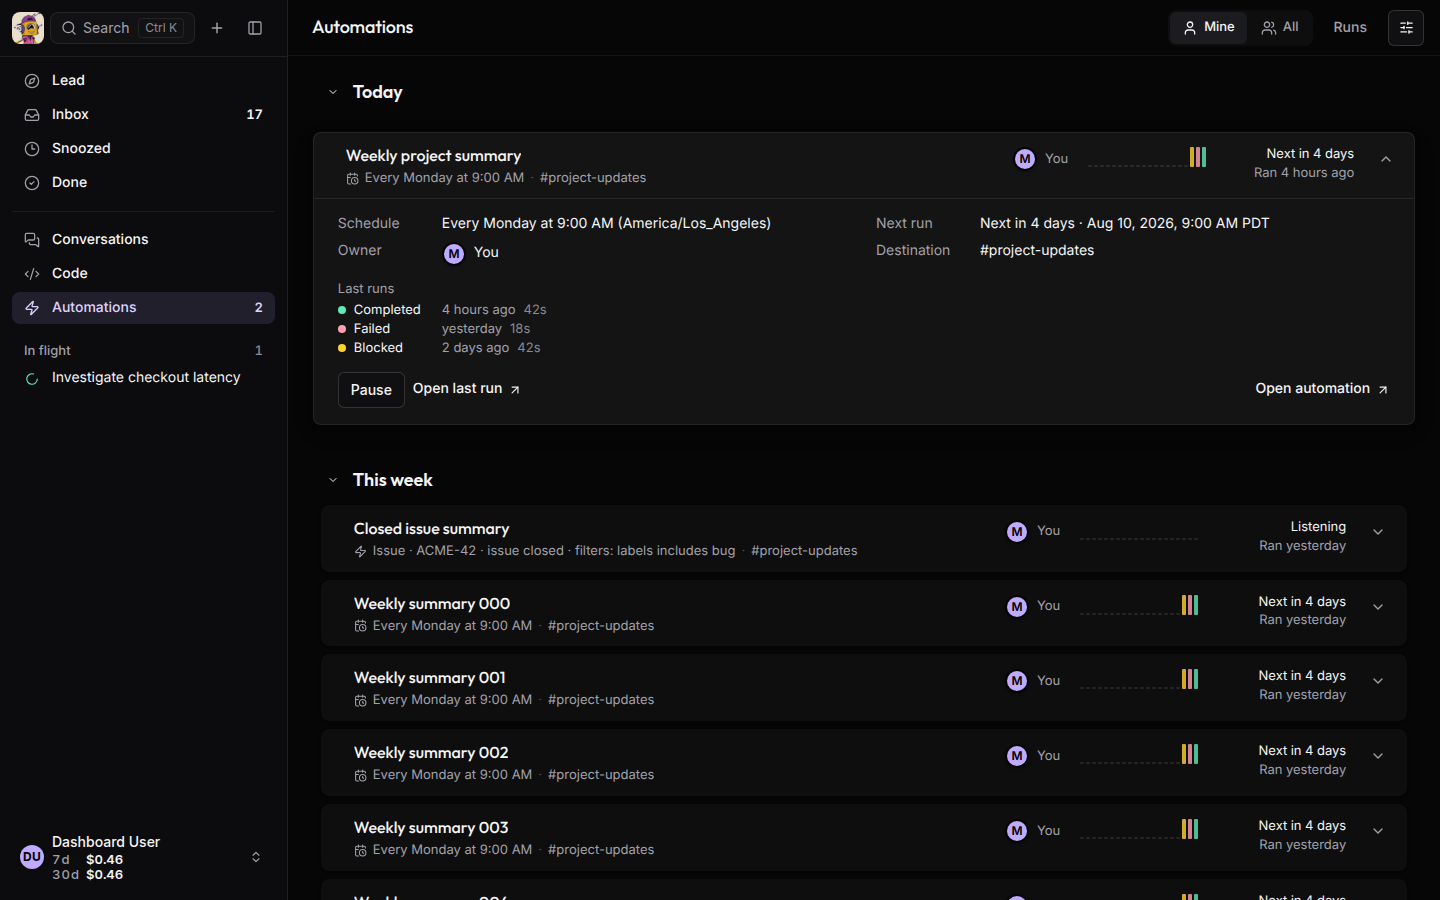 Search Ctrl K
Lead
Inbox 17
Snoozed
Done
Conversations
Code
Automations 2
In flight 1
Investigate checkout latency
DU Dashboard User
7d $0.46
30d $0.46
Automations
Mine All Runs
Today
Weekly project summary
Every Monday at 9:00 AM · #project-updates
M You
Next in 4 days
Ran 4 hours ago
Schedule Every Monday at 9:00 AM (America/Los_Angeles)
Next run Next in 4 days · Aug 10, 2026, 9:00 AM PDT
Owner M You
Destination #project-updates
Last runs
Completed 4 hours ago 42s
Failed yesterday 18s
Blocked 2 days ago 42s
Pause Open last run
Open automation
This week
Closed issue summary
Issue · ACME-42 · issue closed · filters: labels includes bug · #project-updates
M You
Listening
Ran yesterday
Weekly summary 000
Every Monday at 9:00 AM · #project-updates
M You
Next in 4 days
Ran yesterday
Weekly summary 001
Every Monday at 9:00 AM · #project-updates
M You
Next in 4 days
Ran yesterday
Weekly summary 002
Every Monday at 9:00 AM · #project-updates
M You
Next in 4 days
Ran yesterday
Weekly summary 003
Every Monday at 9:00 AM · #project-updates
M You
Next in 4 days
Ran yesterday